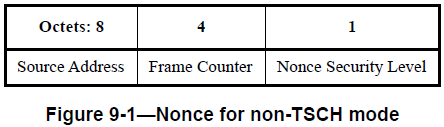 Octets: 8 4 1
Source Address Frame Counter Nonce Security Level
Figure 9-1—Nonce for non-TSCH mode